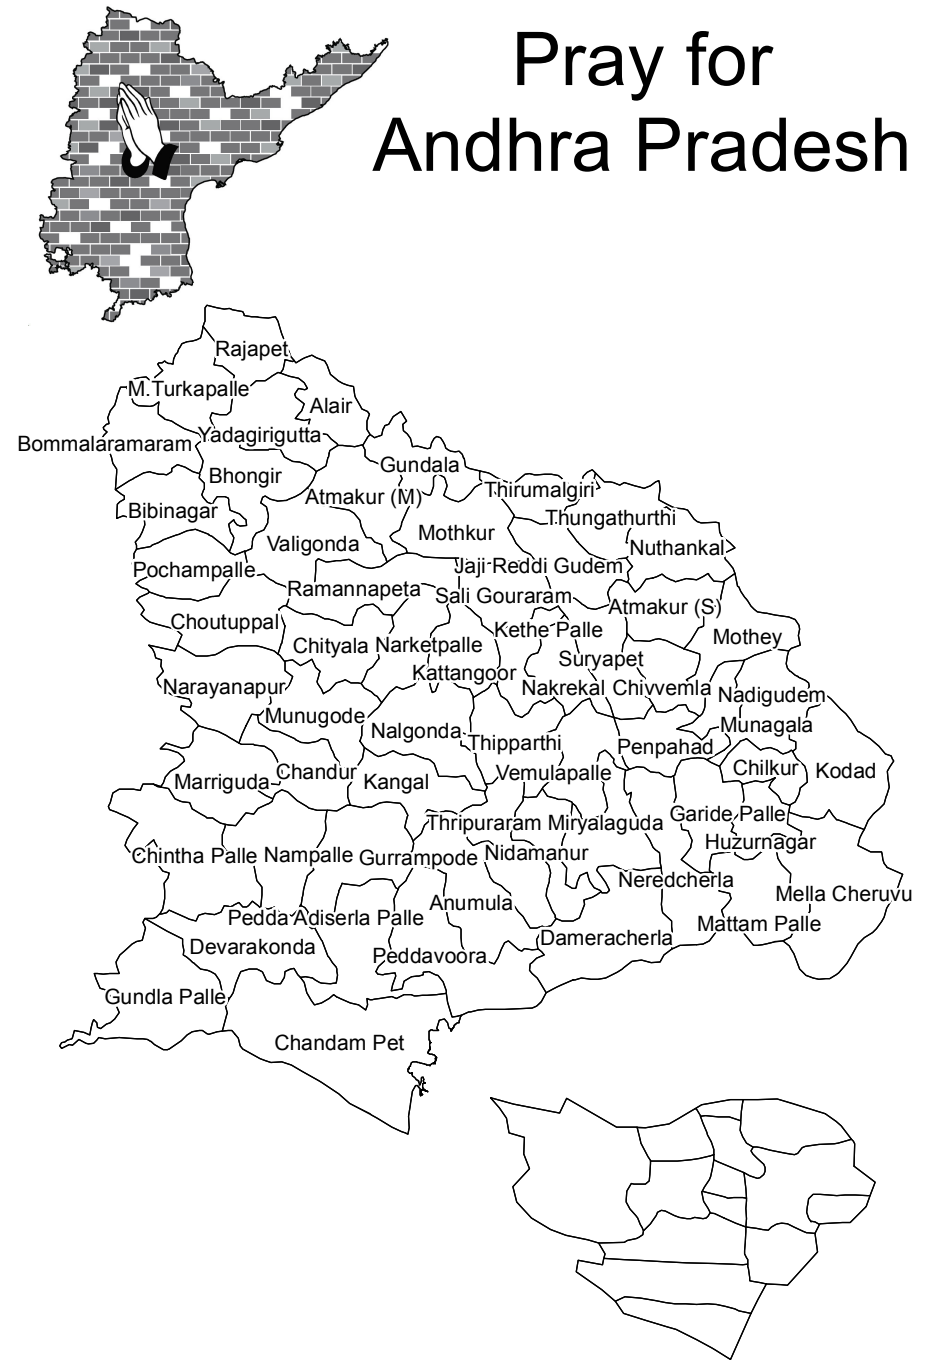 Pray for
Andhra Pradesh
Rajapet
M.Turkapalle
Alair
Yadagirigutta
Bommalaramaram
Gundala
Bhongir
Thirumalgiri
Atmakur (M)
Bibinagar
Thungathurthi
Mothkur
Valigonda
Nuthankal
Jaji-Reddi Gudem
Pochampalle
Ramannapeta
Sali Gouraram
Atmakur (S)
Choutuppal
Kethe Palle
Mothey
Chityala
Narketpalle
Suryapet
Kattangoor
Narayanapur
Nakrekal
Chivvemla
Nadigudem
Munugode
Munagala
Nalgonda
Thipparthi
Penpahad
Chandur
Vemulapalle
Chilkur
Kodad
Marriguda
Kangal
Garide Palle
Thripuraram
Miryalaguda
Huzurnagar
Chintha Palle
Nampalle
Gurrampode
Nidamanur
Neredcherla
Mella Cheruvu
Anumula
Pedda Adiserla Palle
Mattam Palle
Devarakonda
Dameracherla
Peddavoora
Gundla Palle
Chandam Pet